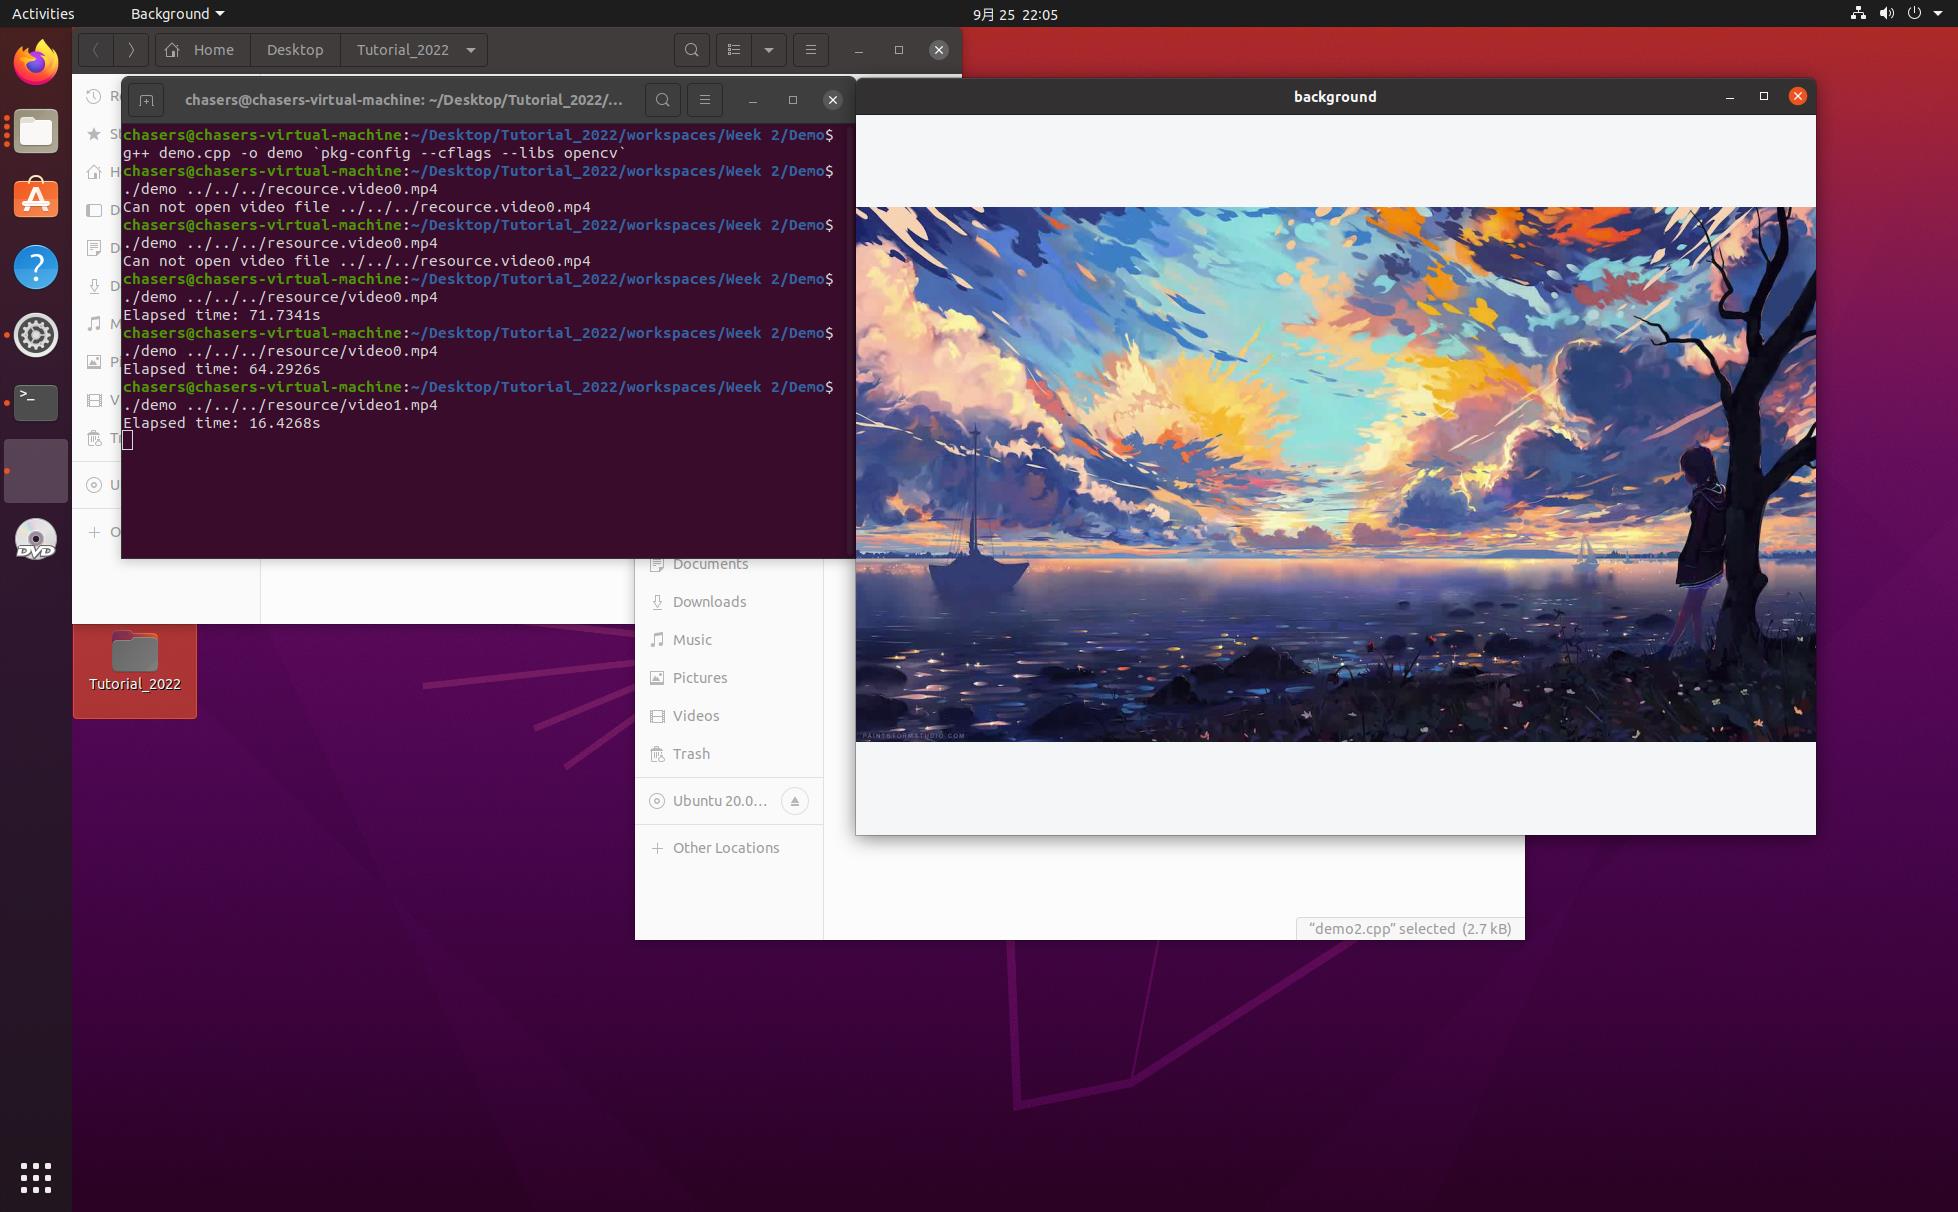 Activities
Background
9月 25 22:05
Home
Desktop
Tutorial_2022
chasers@chasers-virtual-machine: ~/Desktop/Tutorial_2022/...
background
chasers@chasers-virtual-machine:~/Desktop/Tutorial_2022/workspaces/Week 2/Demo$
g++ demo.cpp -o demo `pkg-config --cflags --libs opencv`
chasers@chasers-virtual-machine:~/Desktop/Tutorial_2022/workspaces/Week 2/Demo$
./demo ../../../recource.video0.mp4
Can not open video file ../../../recource.video0.mp4
chasers@chasers-virtual-machine:~/Desktop/Tutorial_2022/workspaces/Week 2/Demo$
./demo ../../../resource.video0.mp4
Can not open video file ../../../resource.video0.mp4
chasers@chasers-virtual-machine:~/Desktop/Tutorial_2022/workspaces/Week 2/Demo$
./demo ../../../resource/video0.mp4
Elapsed time: 71.7341s
chasers@chasers-virtual-machine:~/Desktop/Tutorial_2022/workspaces/Week 2/Demo$
./demo ../../../resource/video0.mp4
Elapsed time: 64.2926s
chasers@chasers-virtual-machine:~/Desktop/Tutorial_2022/workspaces/Week 2/Demo$
./demo ../../../resource/video1.mp4
Elapsed time: 16.4268s
PAINTSTORMSTUDIO.COM
Documents
Downloads
Music
Pictures
Videos
Trash
Ubuntu 20.0...
Other Locations
"demo2.cpp" selected (2.7 kB)
Tutorial_2022
DVD